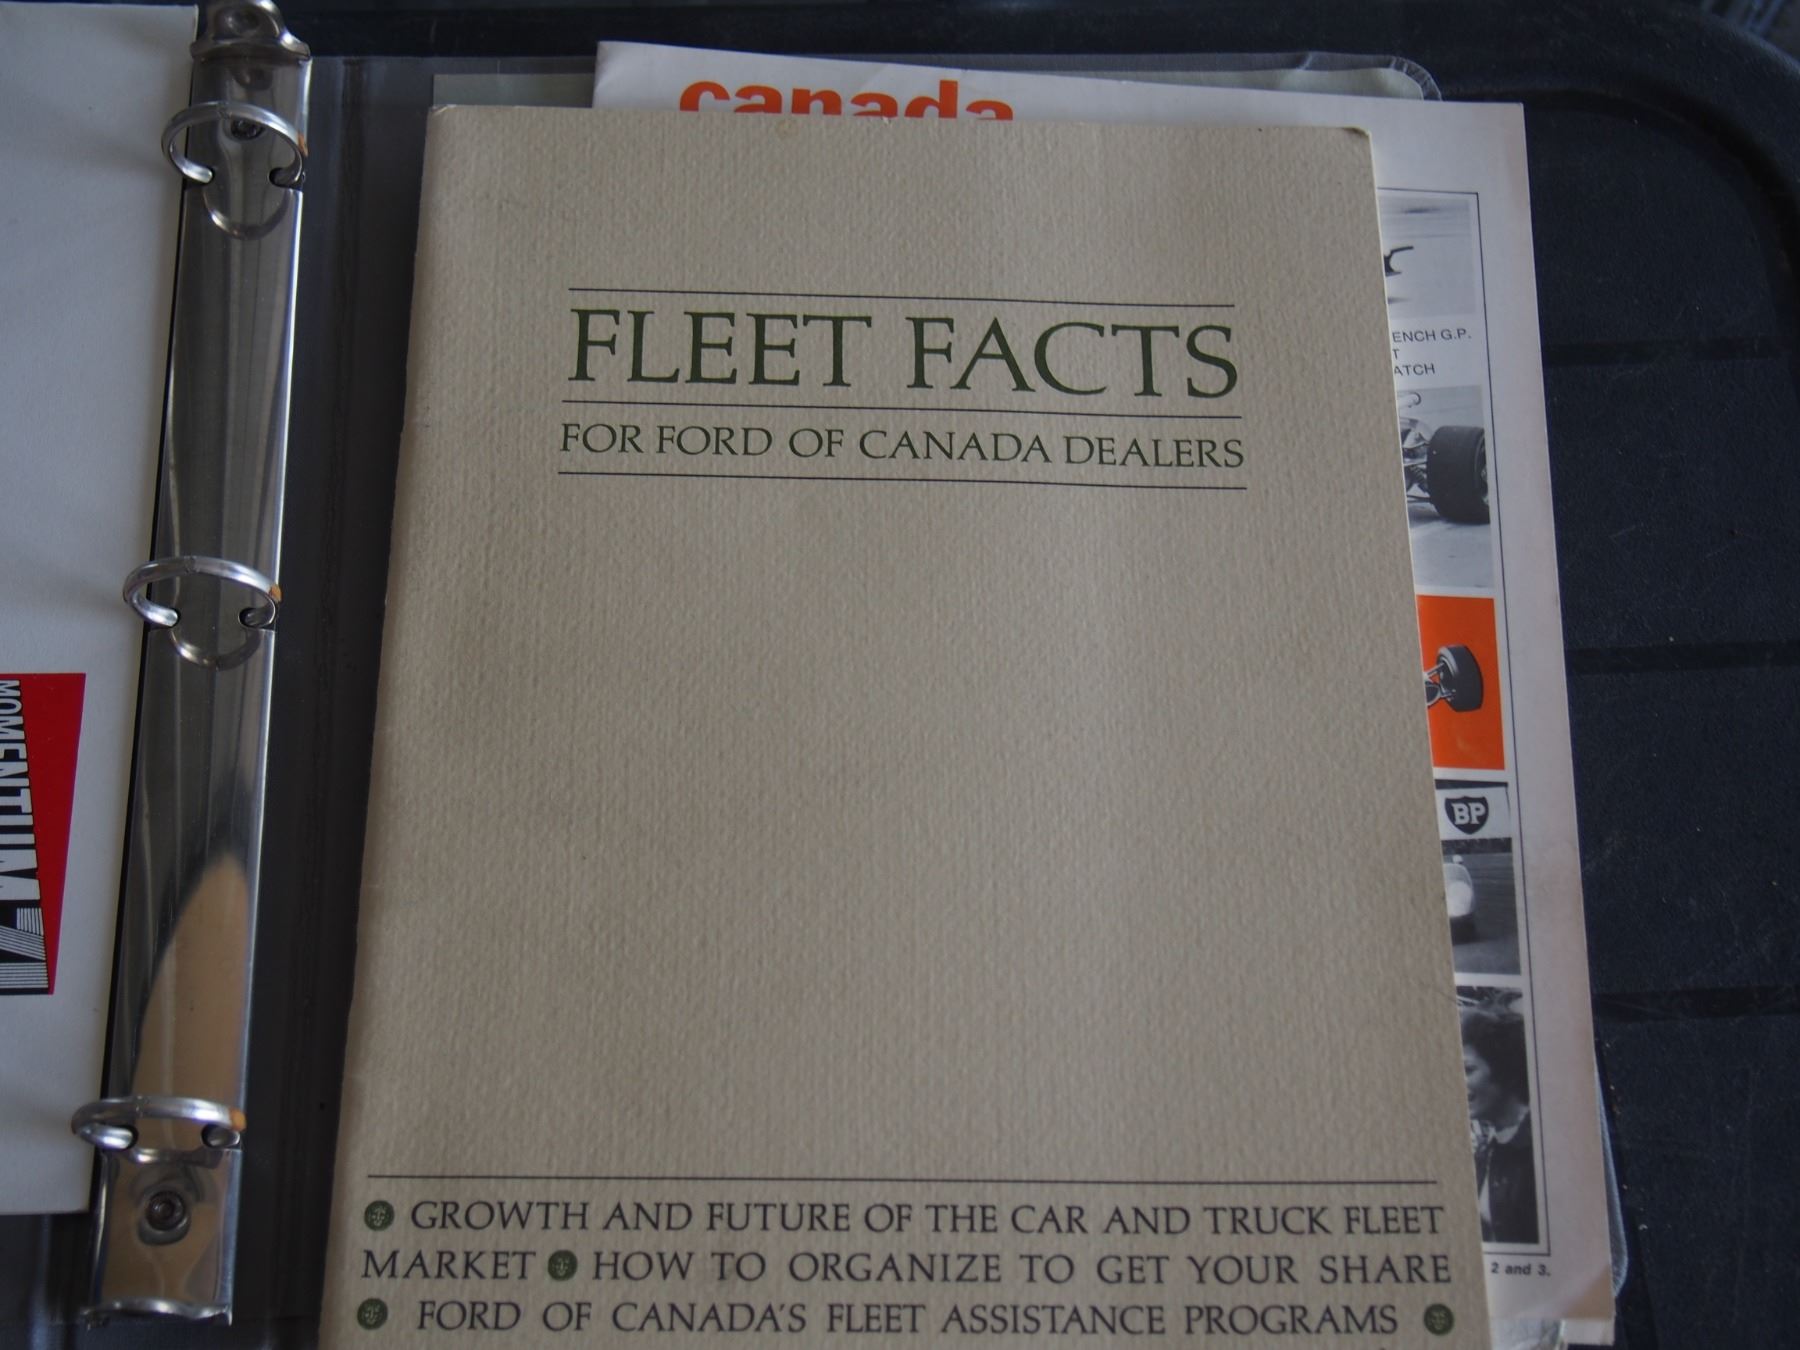 canada
FLEET FACTS
FOR FORD OF CANADA DEALERS
ENCH G.P.
T
ATCH
BP
MOMENTUM 71
GROWTH AND FUTURE OF THE CAR AND TRUCK FLEET
MARKET HOW TO ORGANIZE TO GET YOUR SHARE
FORD OF CANADA'S FLEET ASSISTANCE PROGRAMS
2 and 3.